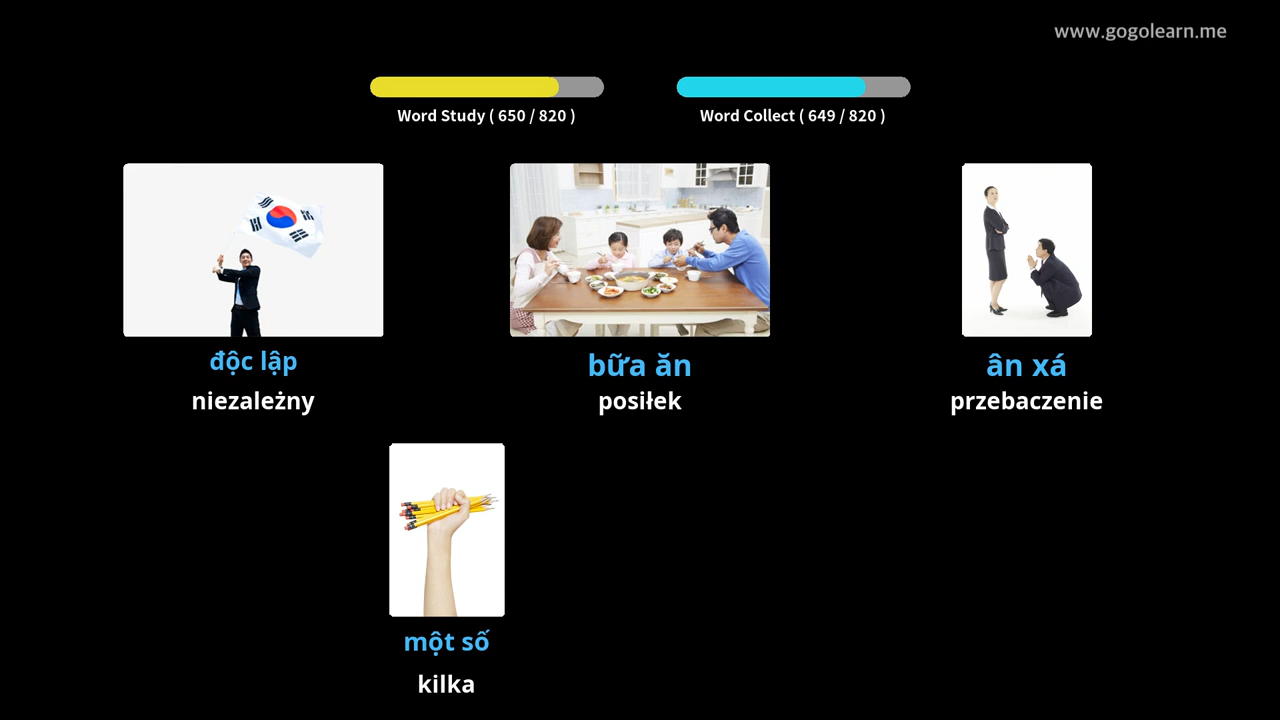 www.gogolearn.me
Word Study ( 650 / 820 )
Word Collect ( 649 / 820 )
độc lập
niezależny
bữa ăn
posiłek
ân xá
przebaczenie
một số
kilka